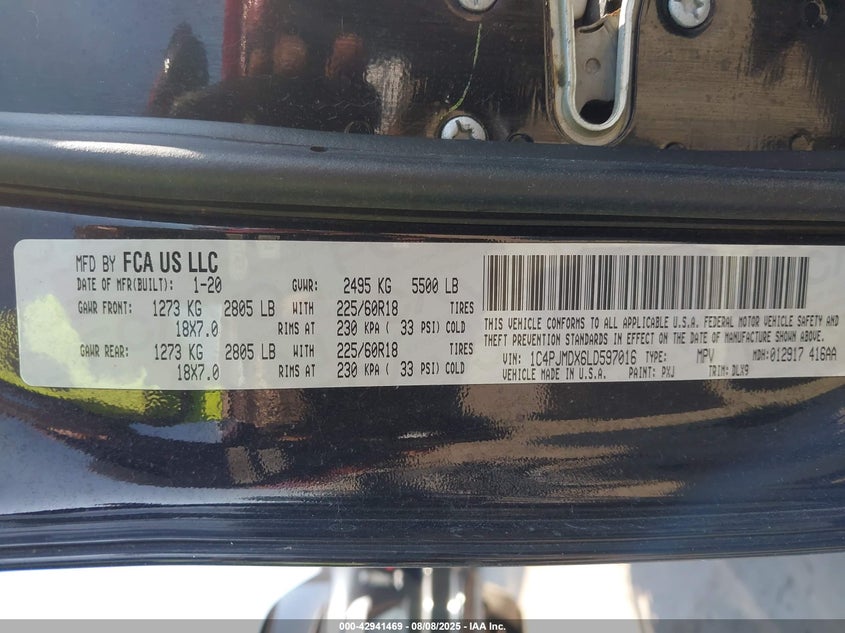 MFD BY FCA US LLC
DATE OF MFR(BUILT): 1-20 GVWR: 2495 KG 5500 LB
GAWR FRONT: 1273 KG 2805 LB WITH 225/60R18 TIRES
18X7.0 RIMS AT 230 KPA ( 33 PSI) COLD
GAWR REAR: 1273 KG 2805 LB WITH 225/60R18 TIRES
18X7.0 RIMS AT 230 KPA ( 33 PSI) COLD
THIS VEHICLE CONFORMS TO ALL APPLICABLE U.S.A. FEDERAL MOTOR VEHICLE SAFETY AND
THEFT PREVENTION STANDARDS IN EFFECT ON THE DATE OF MANUFACTURE SHOWN ABOVE.
VIN: 1C4PJMDX6LD597016 TYPE: MPV MDH: 012917 416AA
VEHICLE MADE IN U.S.A. PAINT: PXJ TRIM: DLX9
000-42941469 - 08/08/2025 - IAA Inc.